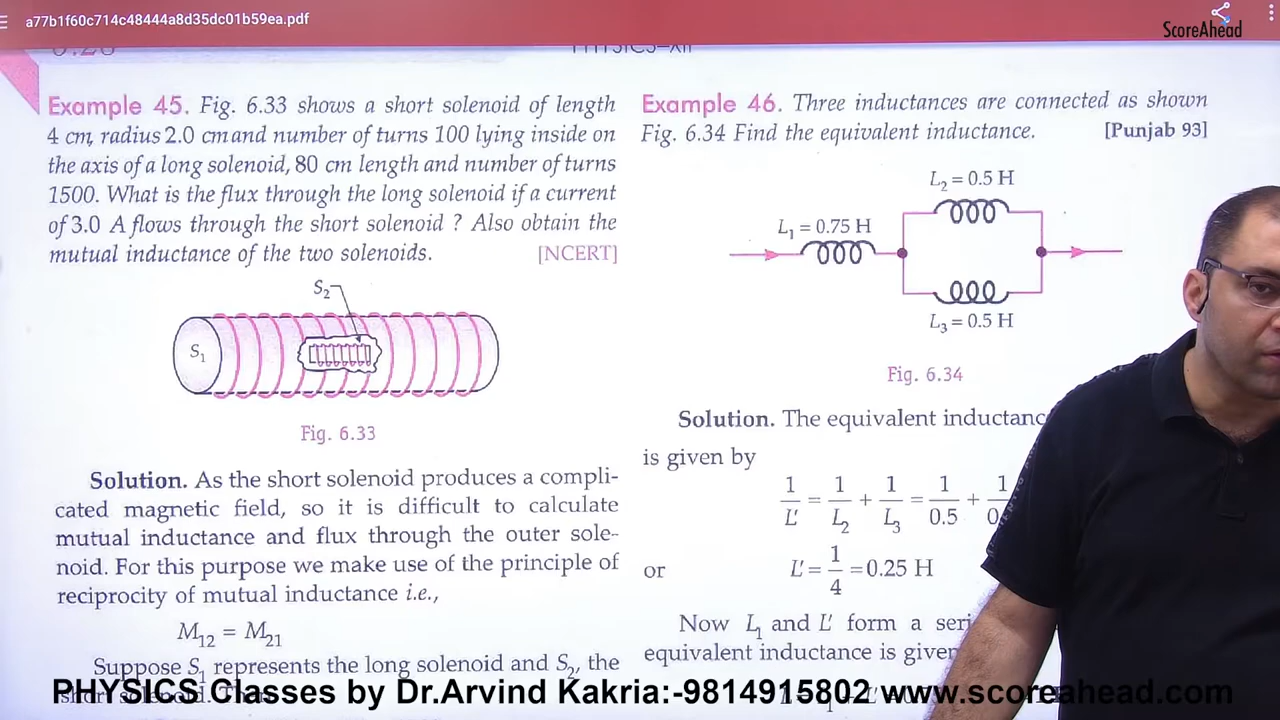 a77b1f60c714c48444a8d35dc01b59ea.pdf
ScoreAhead
PHYSICS–XII
Example 45. Fig. 6.33 shows a short solenoid of length
4 cm, radius 2.0 cm and number of turns 100 lying inside on
the axis of a long solenoid, 80 cm length and number of turns
1500. What is the flux through the long solenoid if a current
of 3.0 A flows through the short solenoid ? Also obtain the
mutual inductance of the two solenoids. [NCERT]
S₂
S₁
Fig. 6.33
Solution. As the short solenoid produces a compli-
cated magnetic field, so it is difficult to calculate
mutual inductance and flux through the outer sole-
noid. For this purpose we make use of the principle of
reciprocity of mutual inductance i.e.,
M₁₂ = M₂₁
Suppose S₁ represents the long solenoid and S₂, the
Example 46. Three inductances are connected as shown
Fig. 6.34 Find the equivalent inductance. [Punjab 93]
L₂ = 0.5 H
L₁ = 0.75 H
L₃ = 0.5 H
Fig. 6.34
Solution. The equivalent inductanc
is given by
1/L' = 1/L₂ + 1/L₃ = 1/0.5 + 1/0.
or L' = 1/4 = 0.25 H
Now L₁ and L' form a seri
equivalent inductance is given
PHYSICS Classes by Dr.Arvind Kakria:-9814915802 www.scoreahead.com